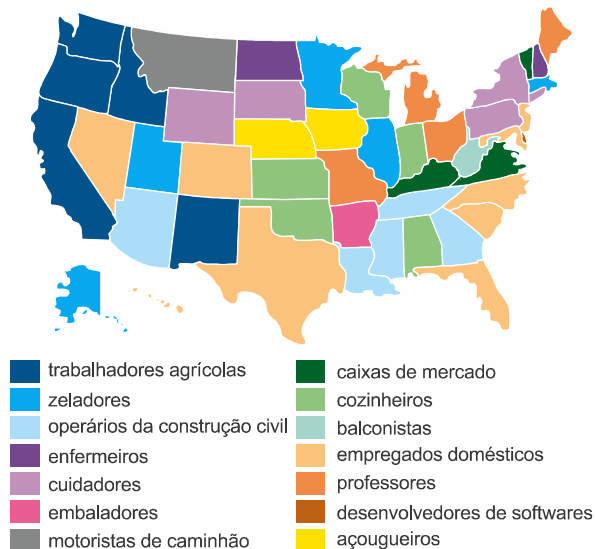 trabalhadores agrícolas
zeladores
operários da construção civil
enfermeiros
cuidadores
embaladores
motoristas de caminhão
caixas de mercado
cozinheiros
balconistas
empregados domésticos
professores
desenvolvedores de softwares
açougueiros